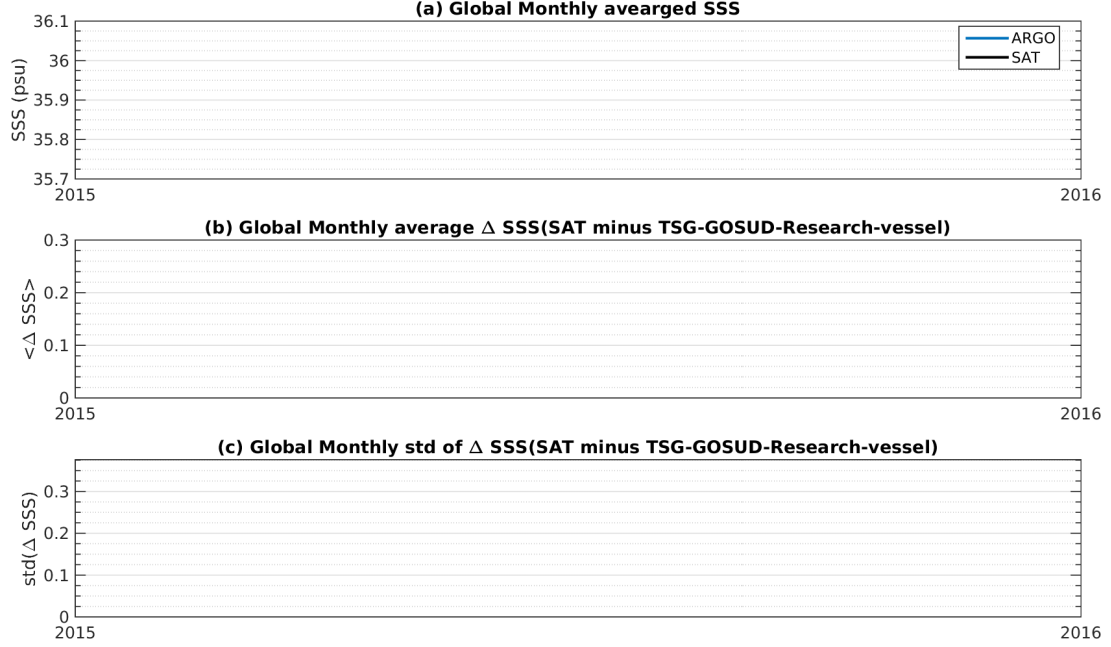 (a) Global Monthly avearged SSS
36.1
36
35.9
35.8
35.7
SSS (psu)
ARGO
SAT
2015
2016
(b) Global Monthly average Δ SSS(SAT minus TSG-GOSUD-Research-vessel)
0.3
0.2
0.1
0
<Δ SSS>
2015
2016
(c) Global Monthly std of Δ SSS(SAT minus TSG-GOSUD-Research-vessel)
0.3
0.2
0.1
0
std(Δ SSS)
2015
2016